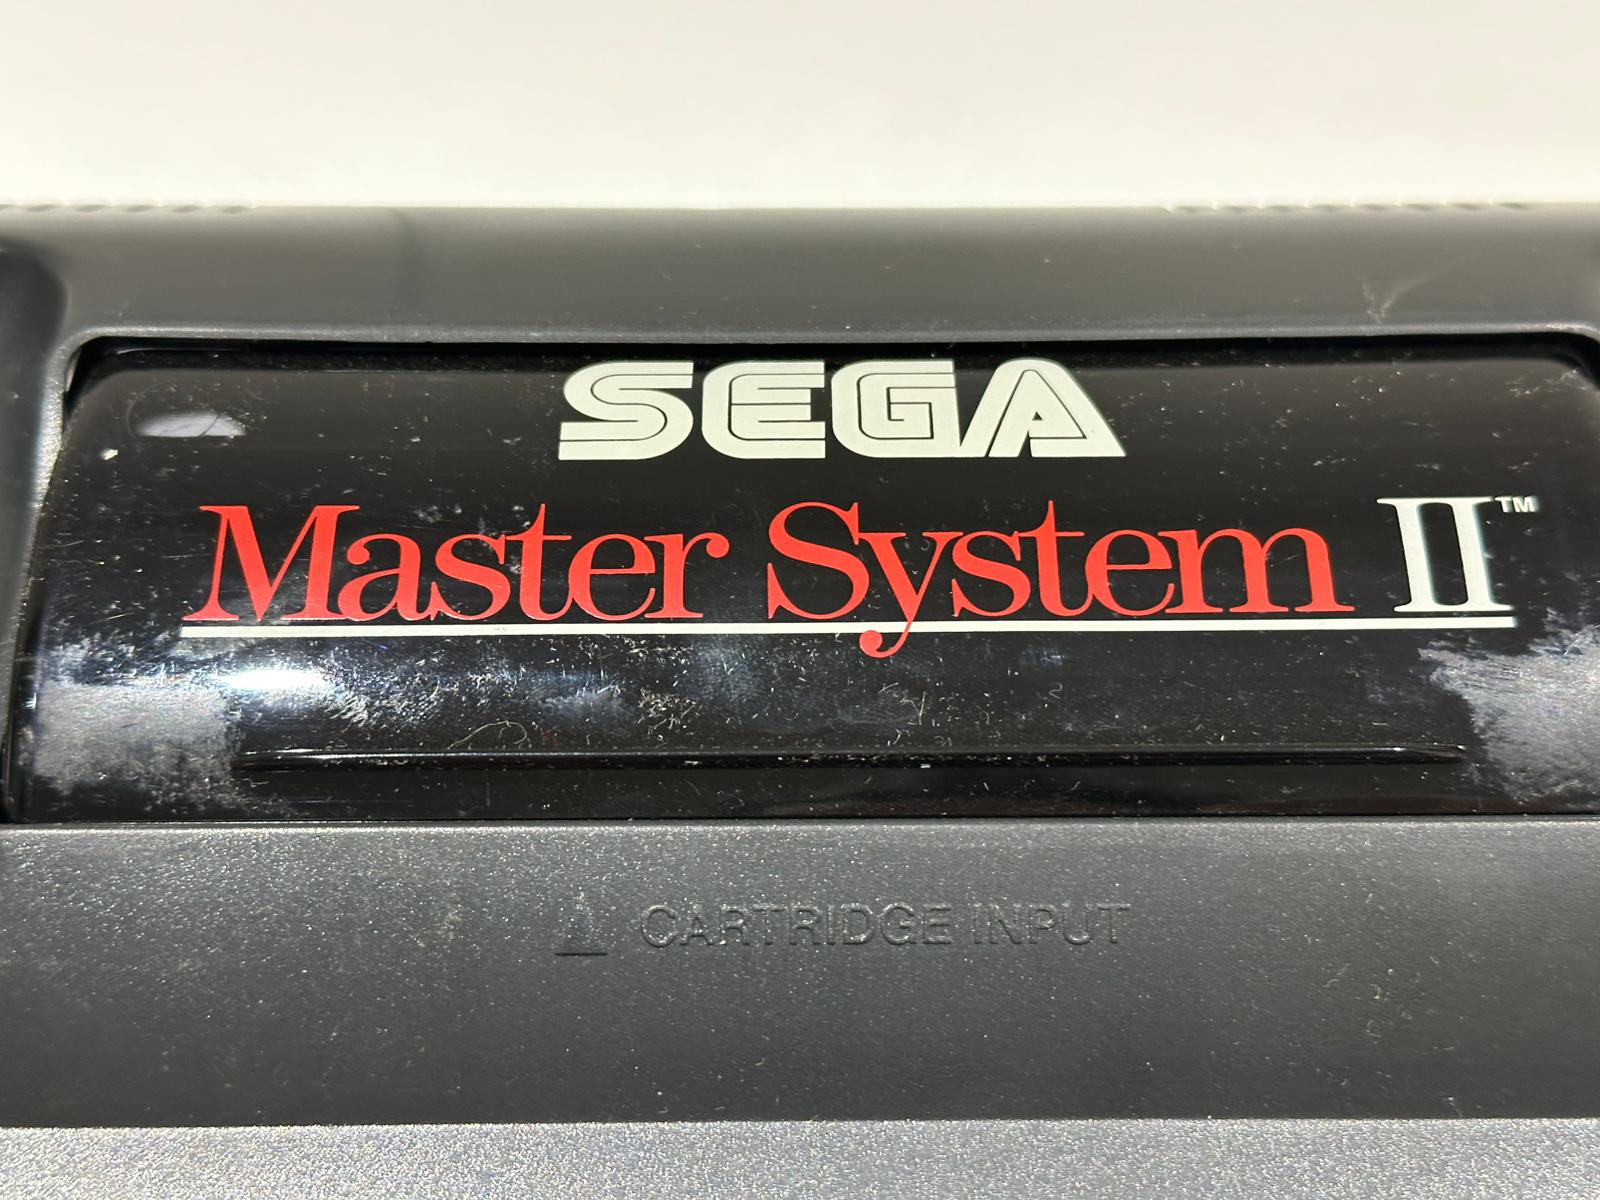 SEGA
Master System II™
CARTRIDGE INPUT